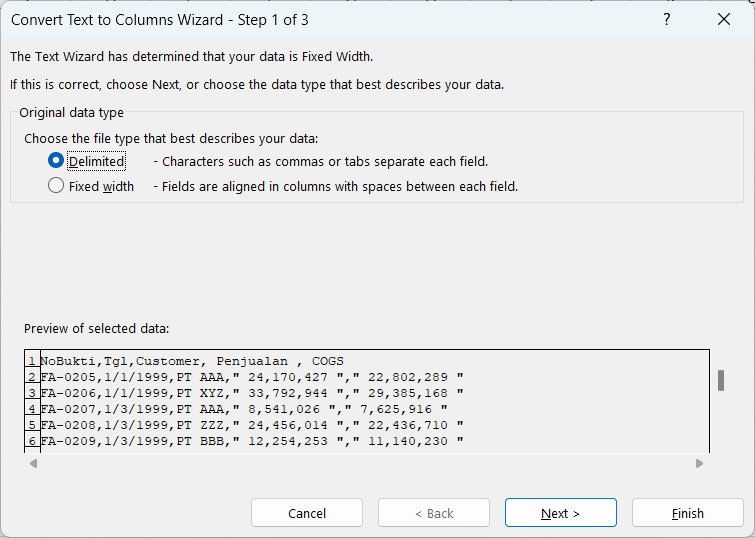 Convert Text to Columns Wizard - Step 1 of 3
The Text Wizard has determined that your data is Fixed Width.
If this is correct, choose Next, or choose the data type that best describes your data.
Original data type
Choose the file type that best describes your data:
Delimited - Characters such as commas or tabs separate each field.
Fixed width - Fields are aligned in columns with spaces between each field.
Preview of selected data:
1 NoBukti,Tgl,Customer, Penjualan , COGS
2 FA-0205,1/1/1999,PT AAA," 24,170,427 "," 22,802,289 "
3 FA-0206,1/1/1999,PT XYZ," 33,792,944 "," 29,385,168 "
4 FA-0207,1/3/1999,PT AAA," 8,541,026 "," 7,625,916 "
5 FA-0208,1/3/1999,PT ZZZ," 24,456,014 "," 22,436,710 "
6 FA-0209,1/3/1999,PT BBB," 12,254,253 "," 11,140,230 "
Cancel < Back Next > Finish